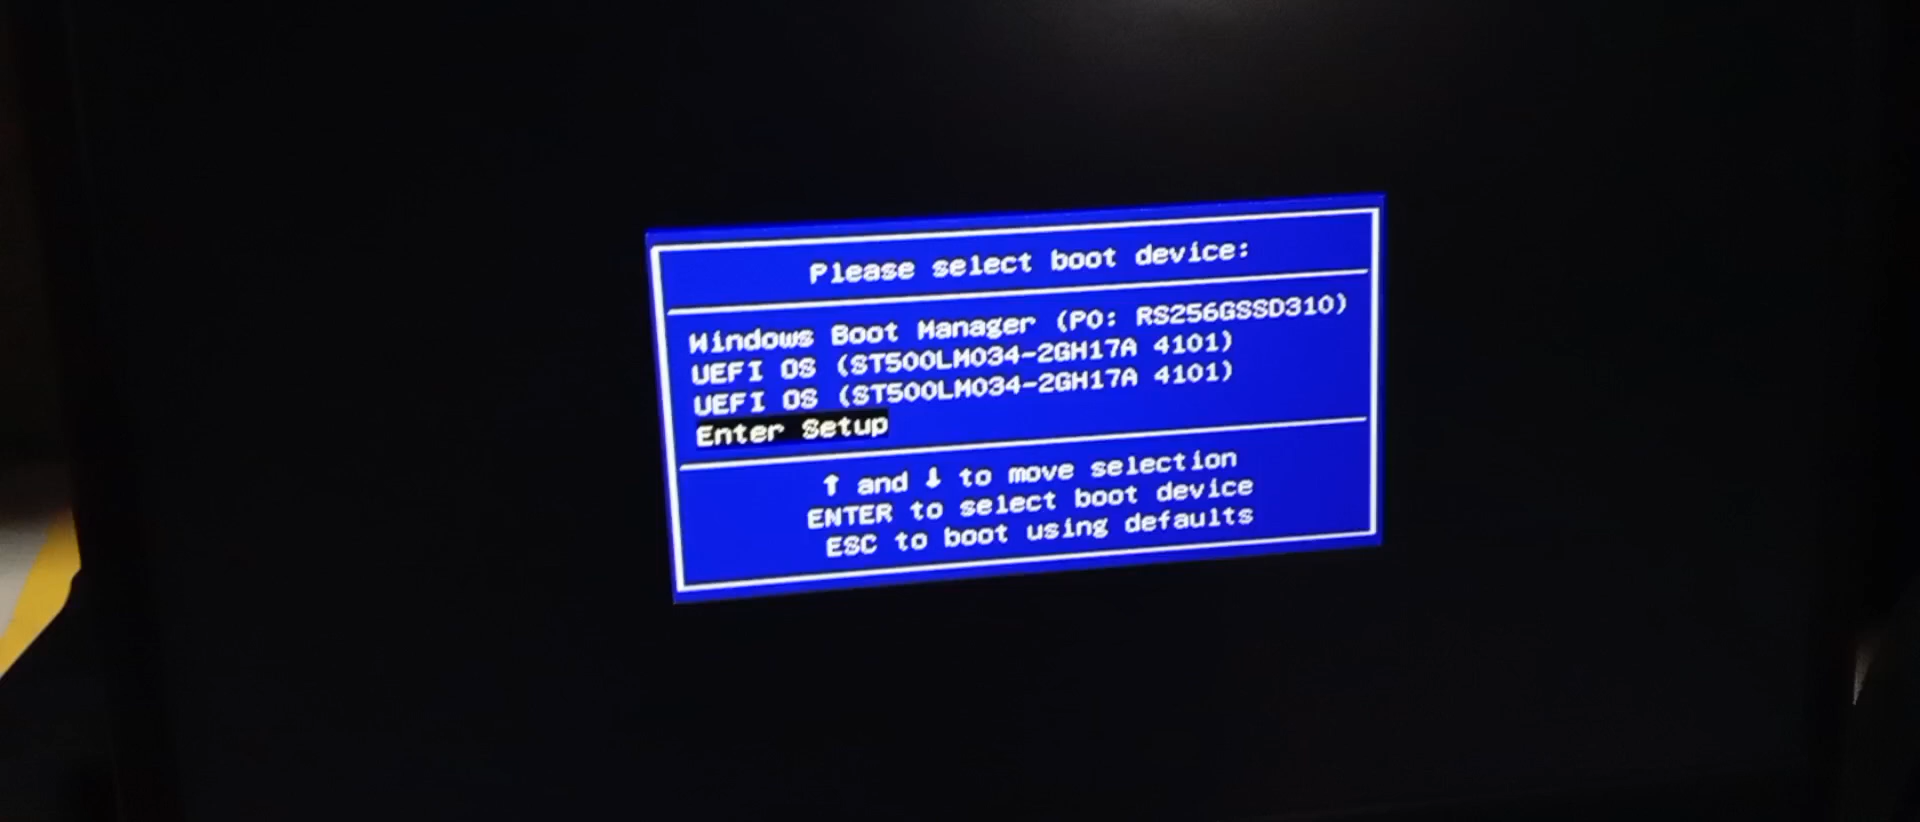 Please select boot device:
Windows Boot Manager (P0: RS256GSSD310)
UEFI OS (ST500LM034-2GH17A 4101)
UEFI OS (ST500LM034-2GH17A 4101)
Enter Setup
↑ and ↓ to move selection
ENTER to select boot device
ESC to boot using defaults